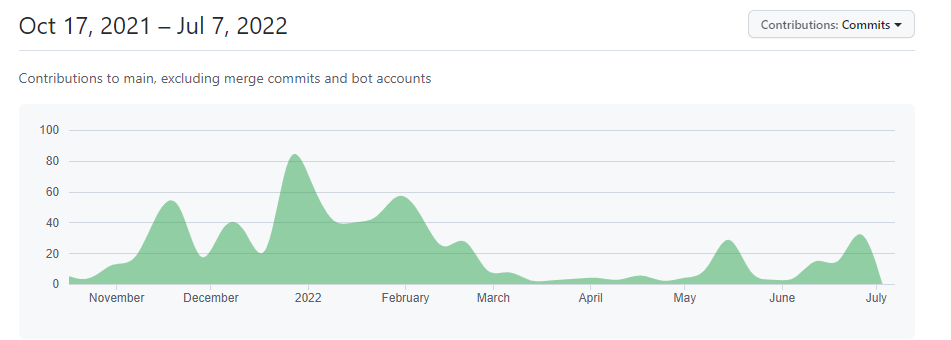 Oct 17, 2021 – Jul 7, 2022
Contributions: Commits
Contributions to main, excluding merge commits and bot accounts
100
80
60
40
20
0
November December 2022 February March April May June July